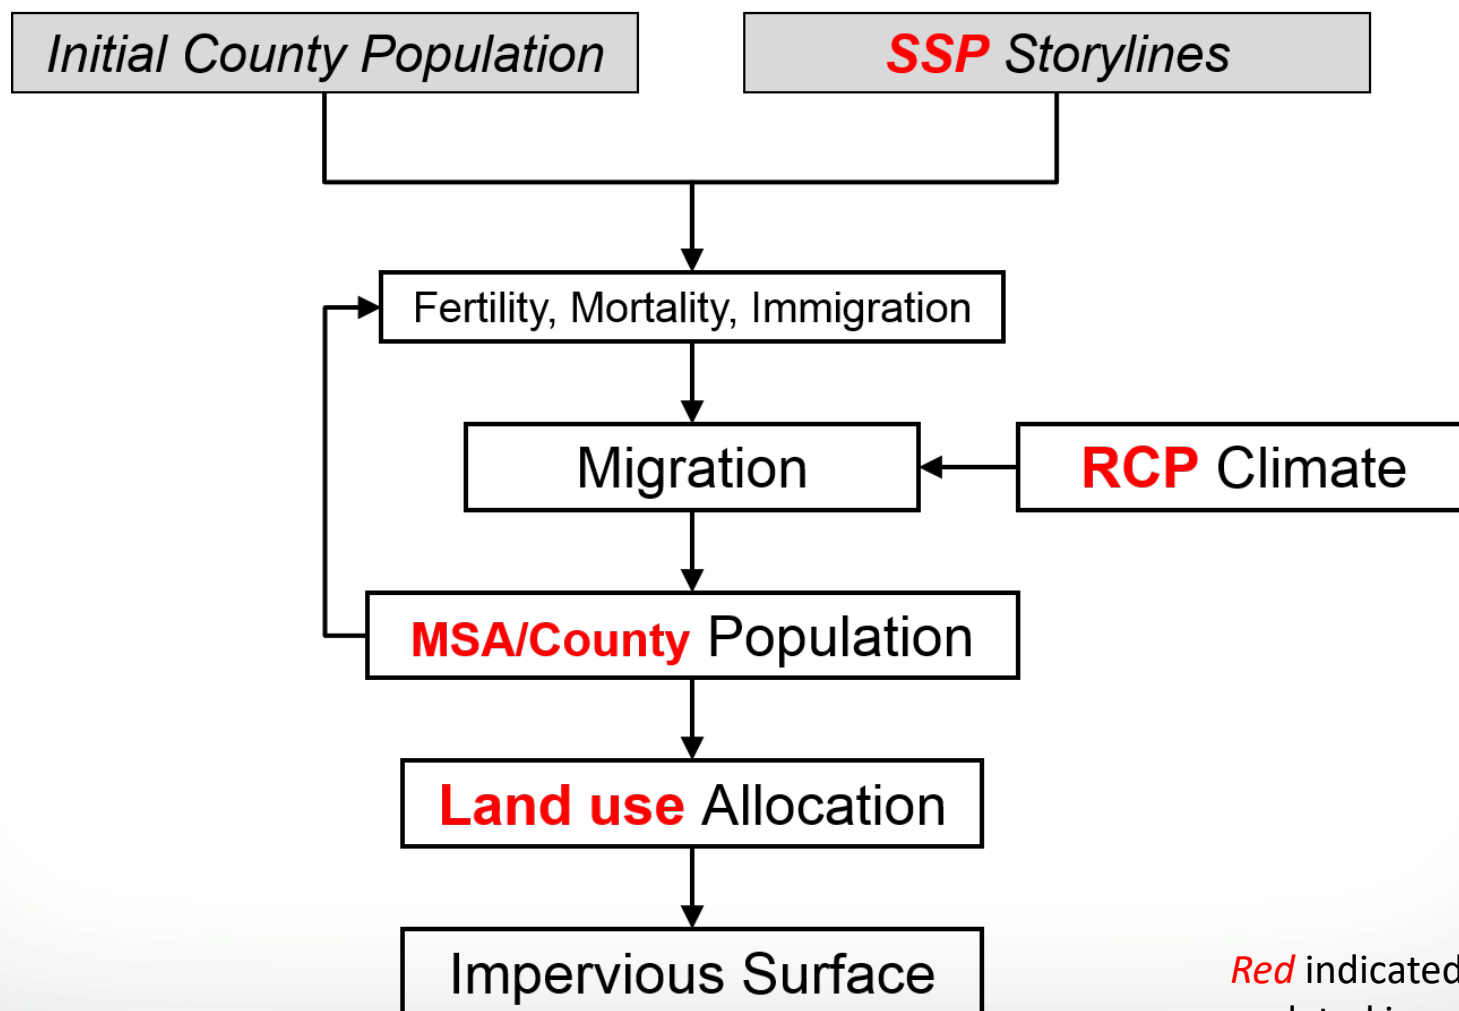 Initial County Population
SSP Storylines
Fertility, Mortality, Immigration
Migration
RCP Climate
MSA/County Population
Land use Allocation
Impervious Surface
Red indicated